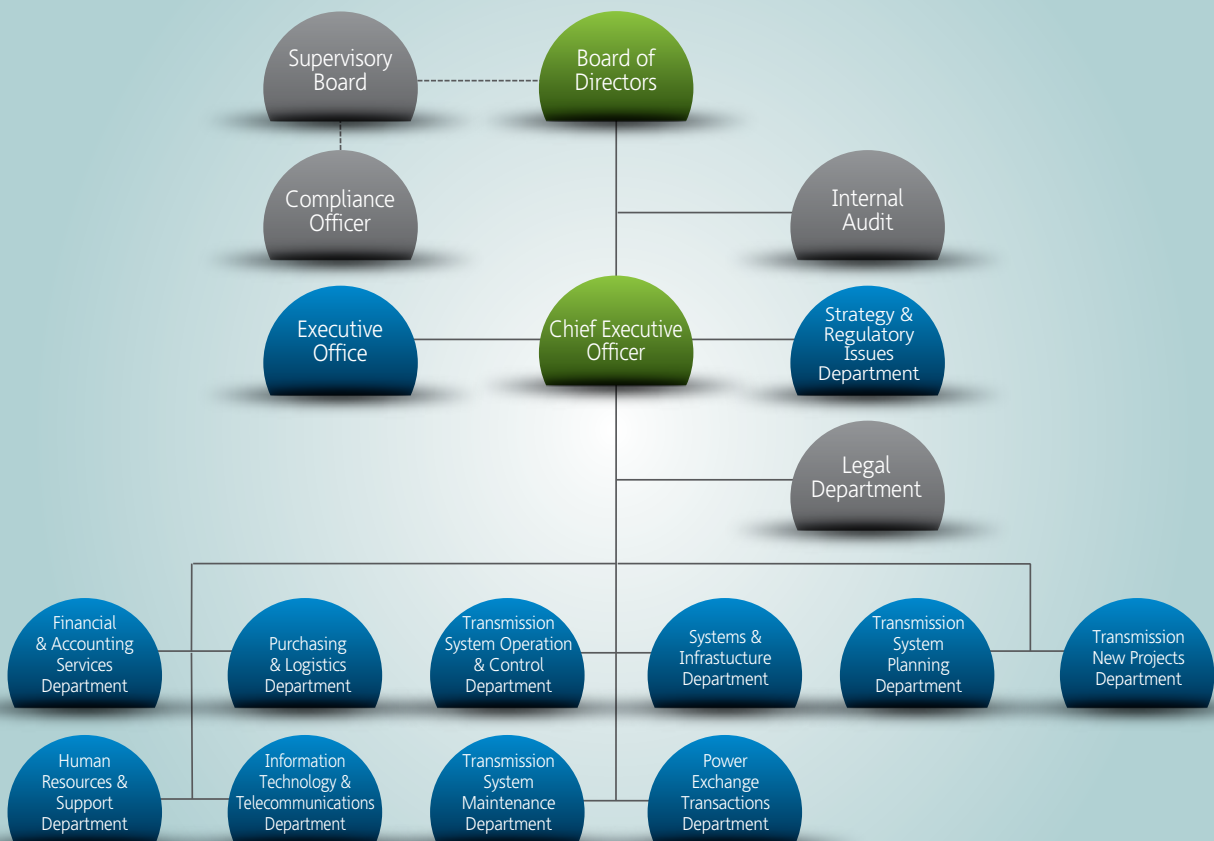 Supervisory
Board
Board of
Directors
Compliance
Officer
Internal
Audit
Executive
Office
Chief Executive
Officer
Strategy &
Regulatory
Issues
Department
Legal
Department
Financial
& Accounting
Services
Department
Purchasing
& Logistics
Department
Transmission
System Operation
& Control
Department
Systems &
Infrastucture
Department
Transmission
System
Planning
Department
Transmission
New Projects
Department
Human
Resources &
Support
Department
Information
Technology &
Telecommunications
Department
Transmission
System
Maintenance
Department
Power
Exchange
Transactions
Department